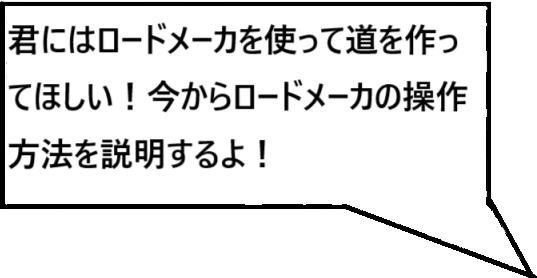 君にはロードメーカを使って道を作っ
てほしい！今からロードメーカの操作
方法を説明するよ！